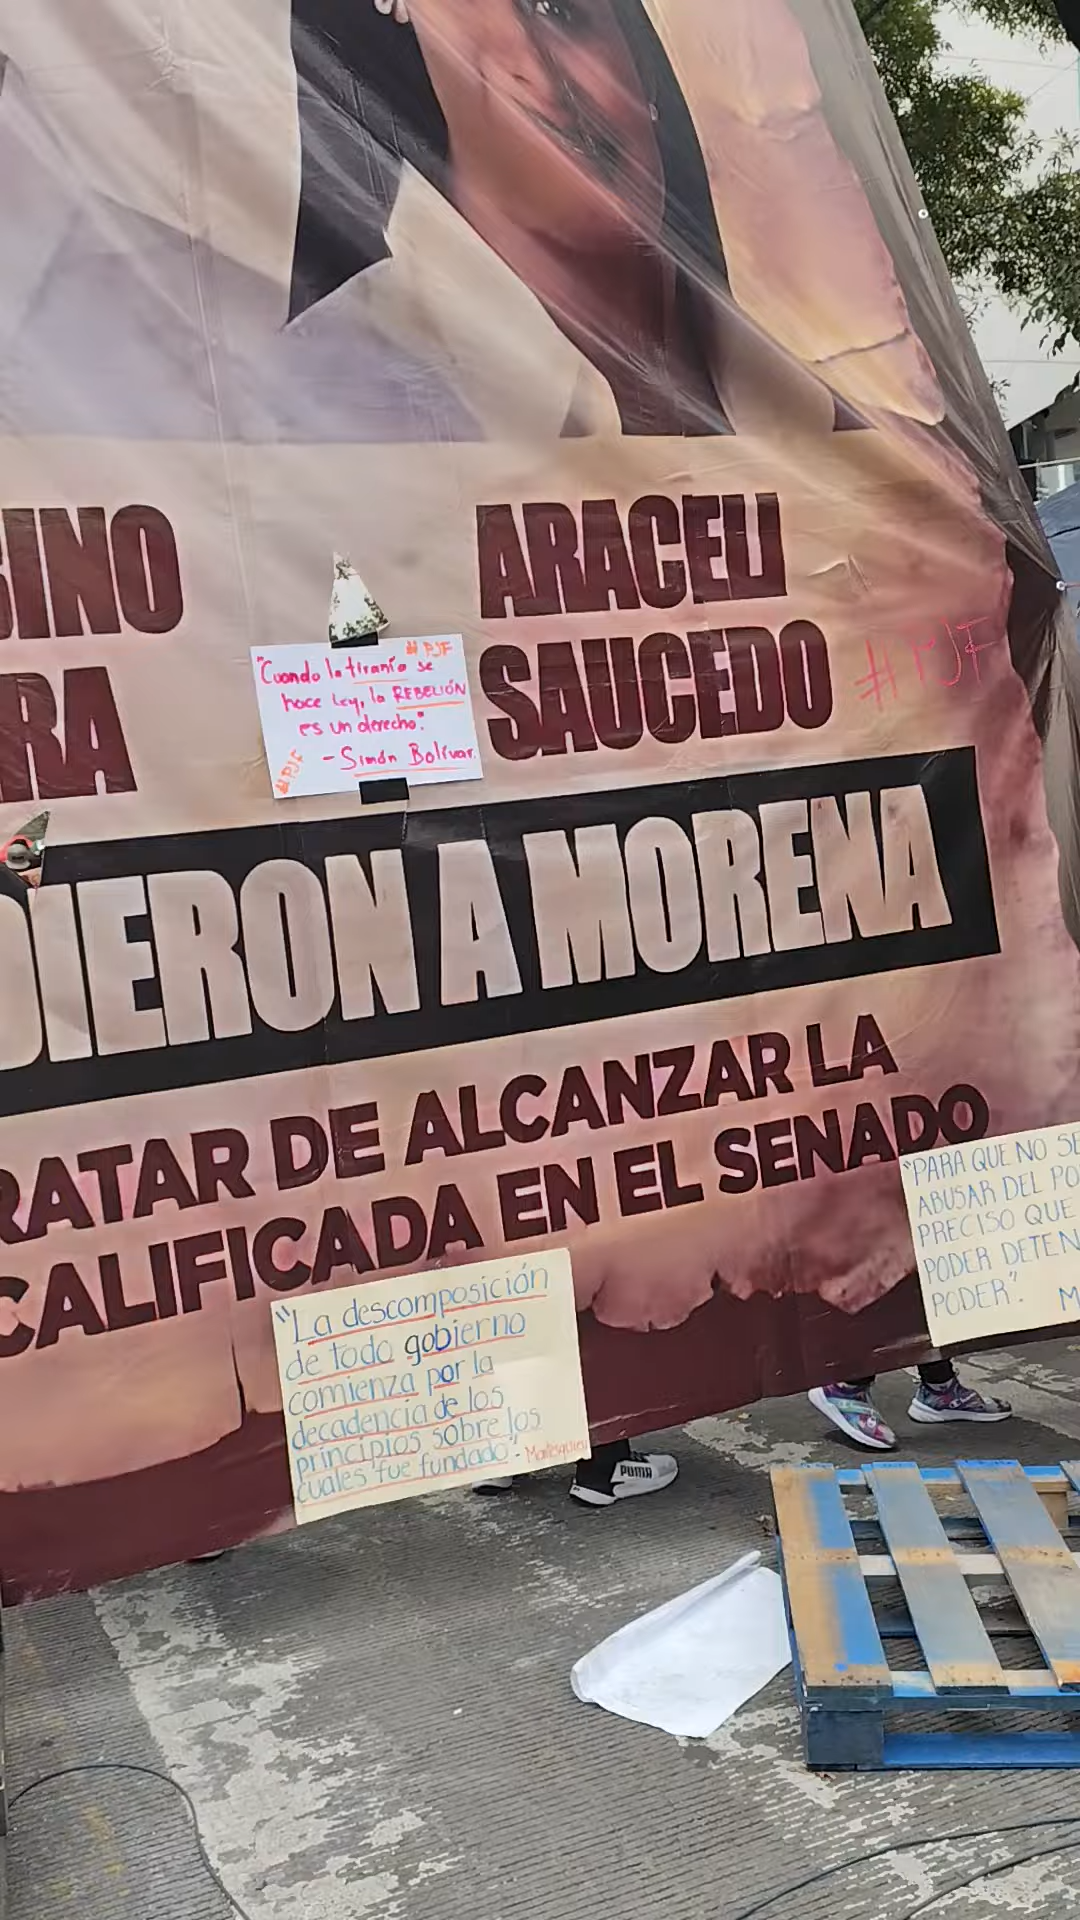 SINO
RA
ARACELI
SAUCEDO
#PJF
#PJF
"Cuando la tiranía se
hace Ley, la REBELIÓN
es un derecho."
- Simón Bolívar.
#PJF
DIERON A MORENA
RATAR DE ALCANZAR LA
CALIFICADA EN EL SENADO
"PARA QUE NO SE
ABUSAR DEL PO
PRECISO QUE
PODER DETEN
PODER".
M
"La descomposición
de todo gobierno
comienza por la
decadencia de los
principios sobre los
cuales fue fundado". - Montesquieu
PUMA